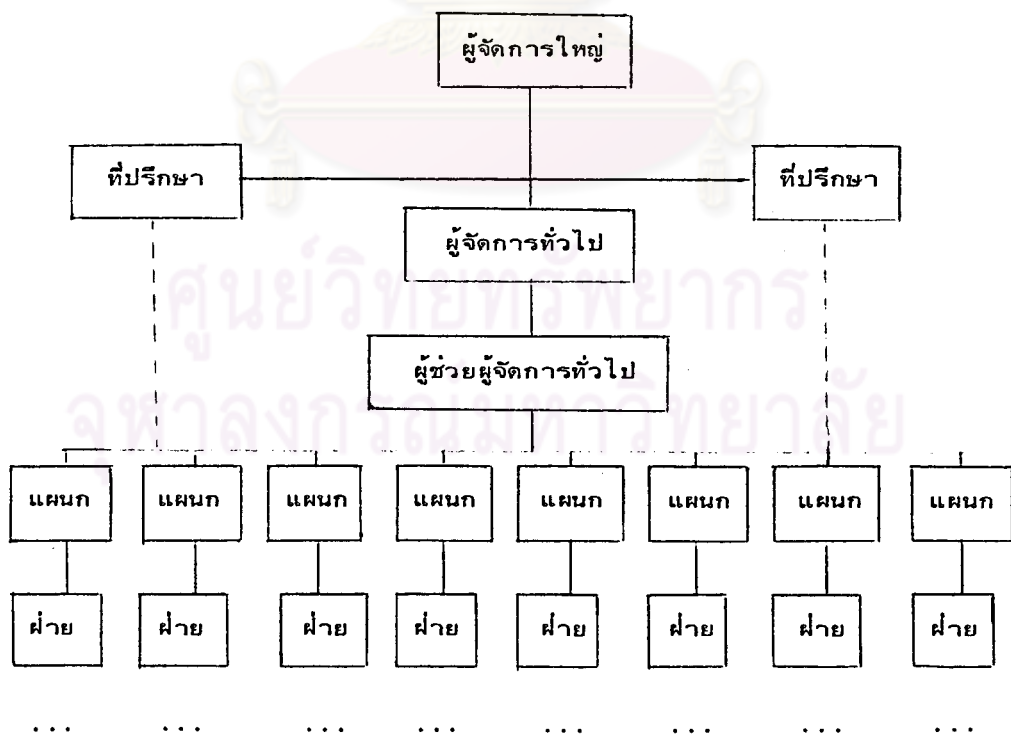 ผู้จัดการใหญ่
ที่ปรึกษา ที่ปรึกษา
ผู้จัดการทั่วไป
ศูนย์วิทยทรัพยากร
ผู้ช่วยผู้จัดการทั่วไป
จุฬาลงกรณ์มหาวิทยาลัย
แผนก แผนก แผนก แผนก แผนก แผนก แผนก แผนก
ฝ่าย ฝ่าย ฝ่าย ฝ่าย ฝ่าย ฝ่าย ฝ่าย ฝ่าย
... ... ... ... ... ... ... ...